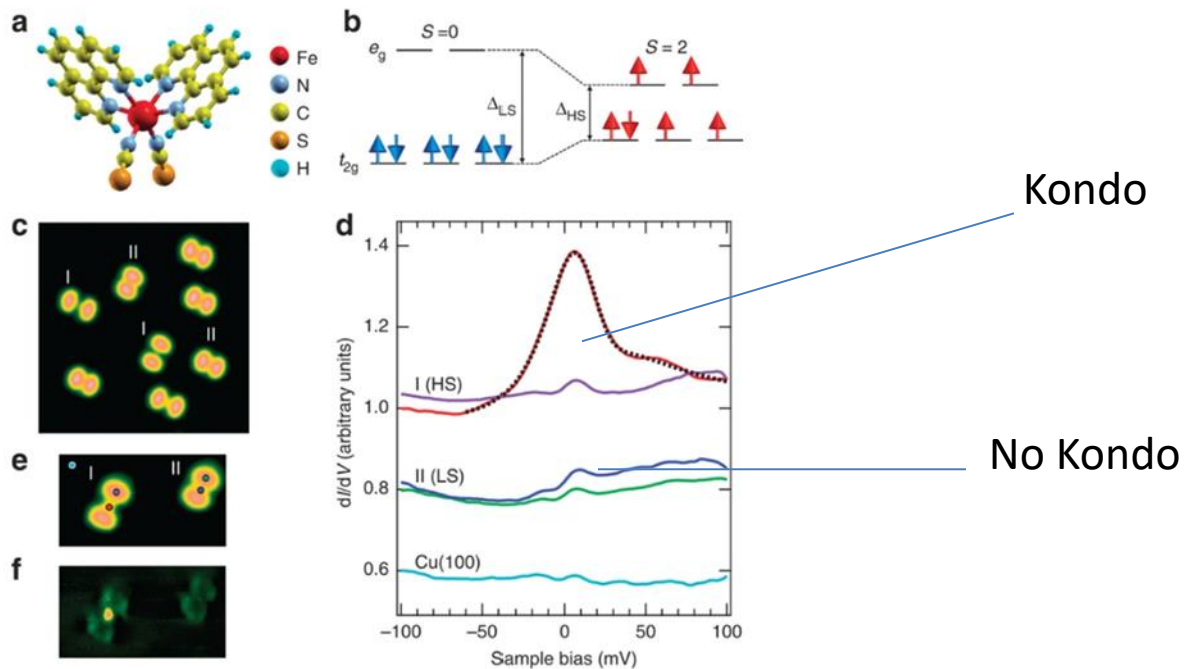 a
Fe
N
C
S
H
b
S=0
S=2
e_g
Δ_LS
Δ_HS
t_2g
Kondo
c
I
II
I
II
d
1.4
1.2
1.0
0.8
0.6
dI/dV (arbitrary units)
I (HS)
II (LS)
Cu(100)
−100
−50
0
50
100
Sample bias (mV)
No Kondo
e
I
II
f